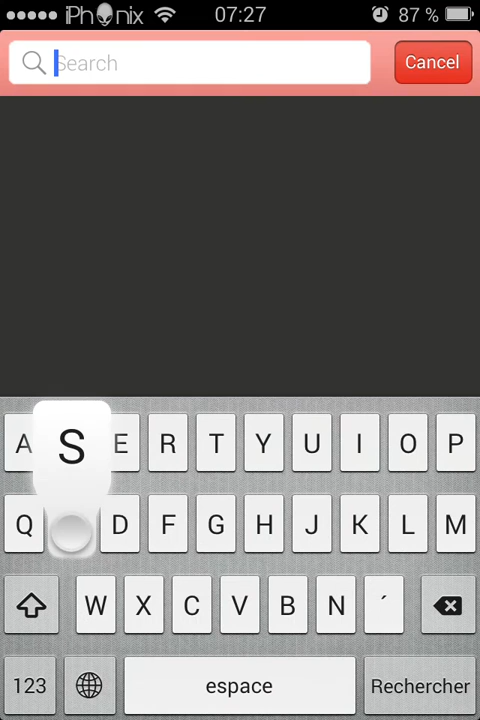 iPhonix 07:27 87 %
Search Cancel
A S E R T Y U I O P
Q D F G H J K L M
W X C V B N ´
123 espace Rechercher